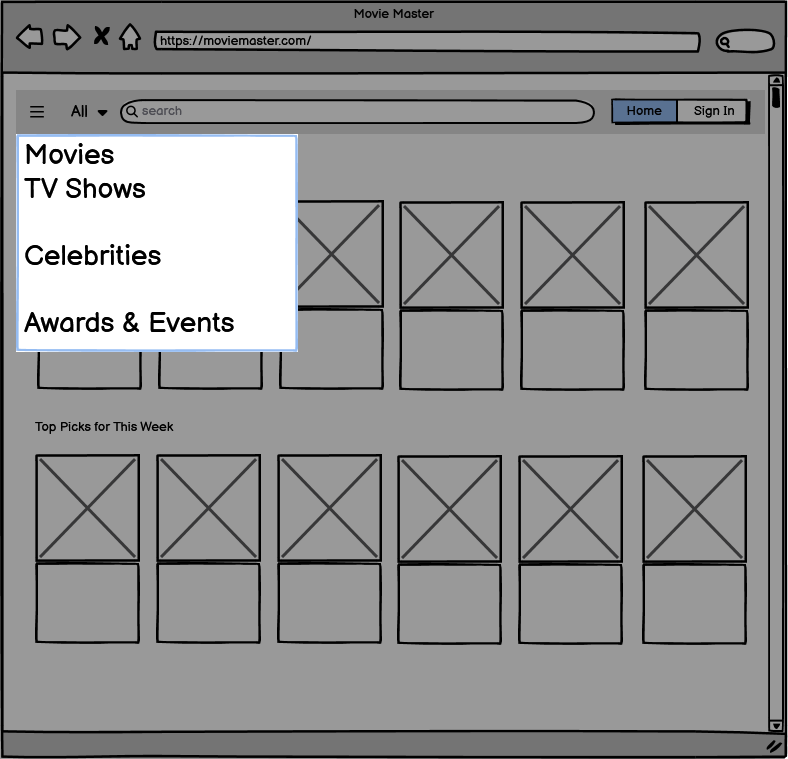 Movie Master
https://moviemaster.com/
All
search
Home
Sign In
Movies
TV Shows
Celebrities
Awards & Events
Top Picks for This Week